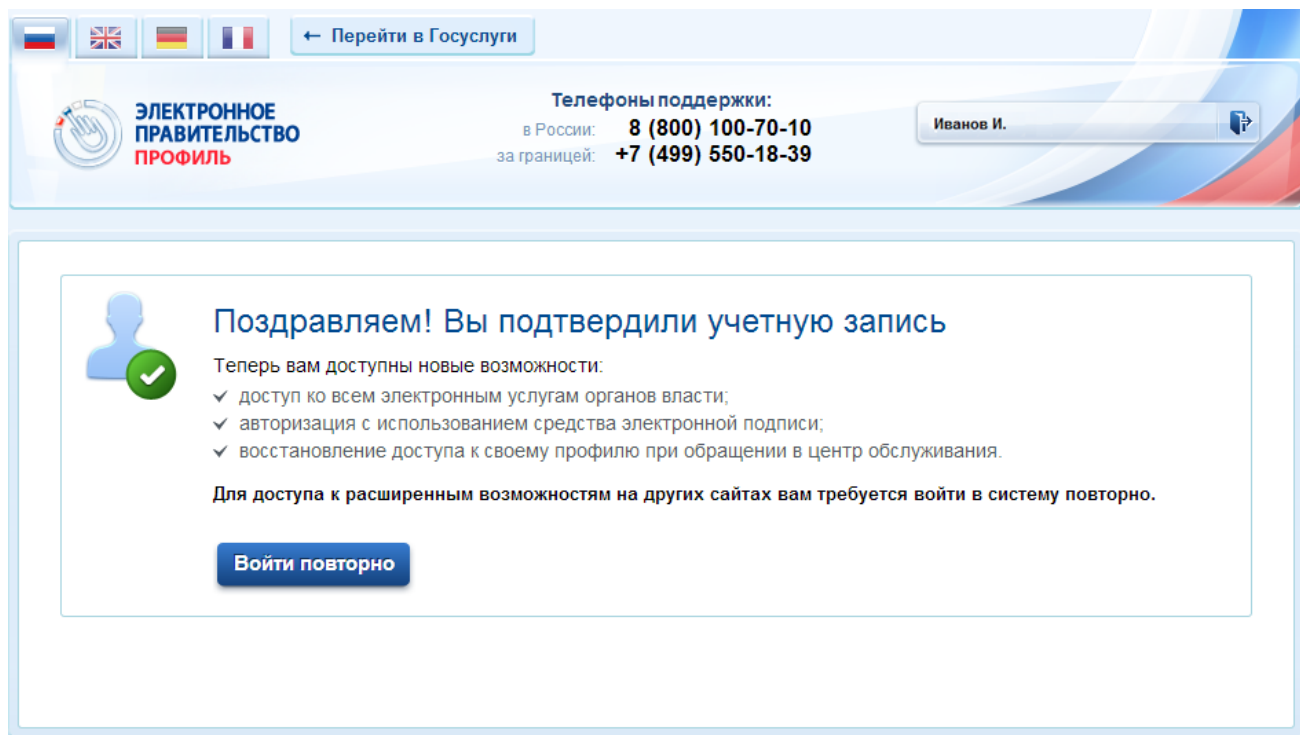 ← Перейти в Госуслуги
ЭЛЕКТРОННОЕ
ПРАВИТЕЛЬСТВО
ПРОФИЛЬ
Телефоны поддержки:
в России: 8 (800) 100-70-10
за границей: +7 (499) 550-18-39
Иванов И.
Поздравляем! Вы подтвердили учетную запись
Теперь вам доступны новые возможности:
доступ ко всем электронным услугам органов власти;
авторизация с использованием средства электронной подписи;
восстановление доступа к своему профилю при обращении в центр обслуживания.
Для доступа к расширенным возможностям на других сайтах вам требуется войти в систему повторно.
Войти повторно